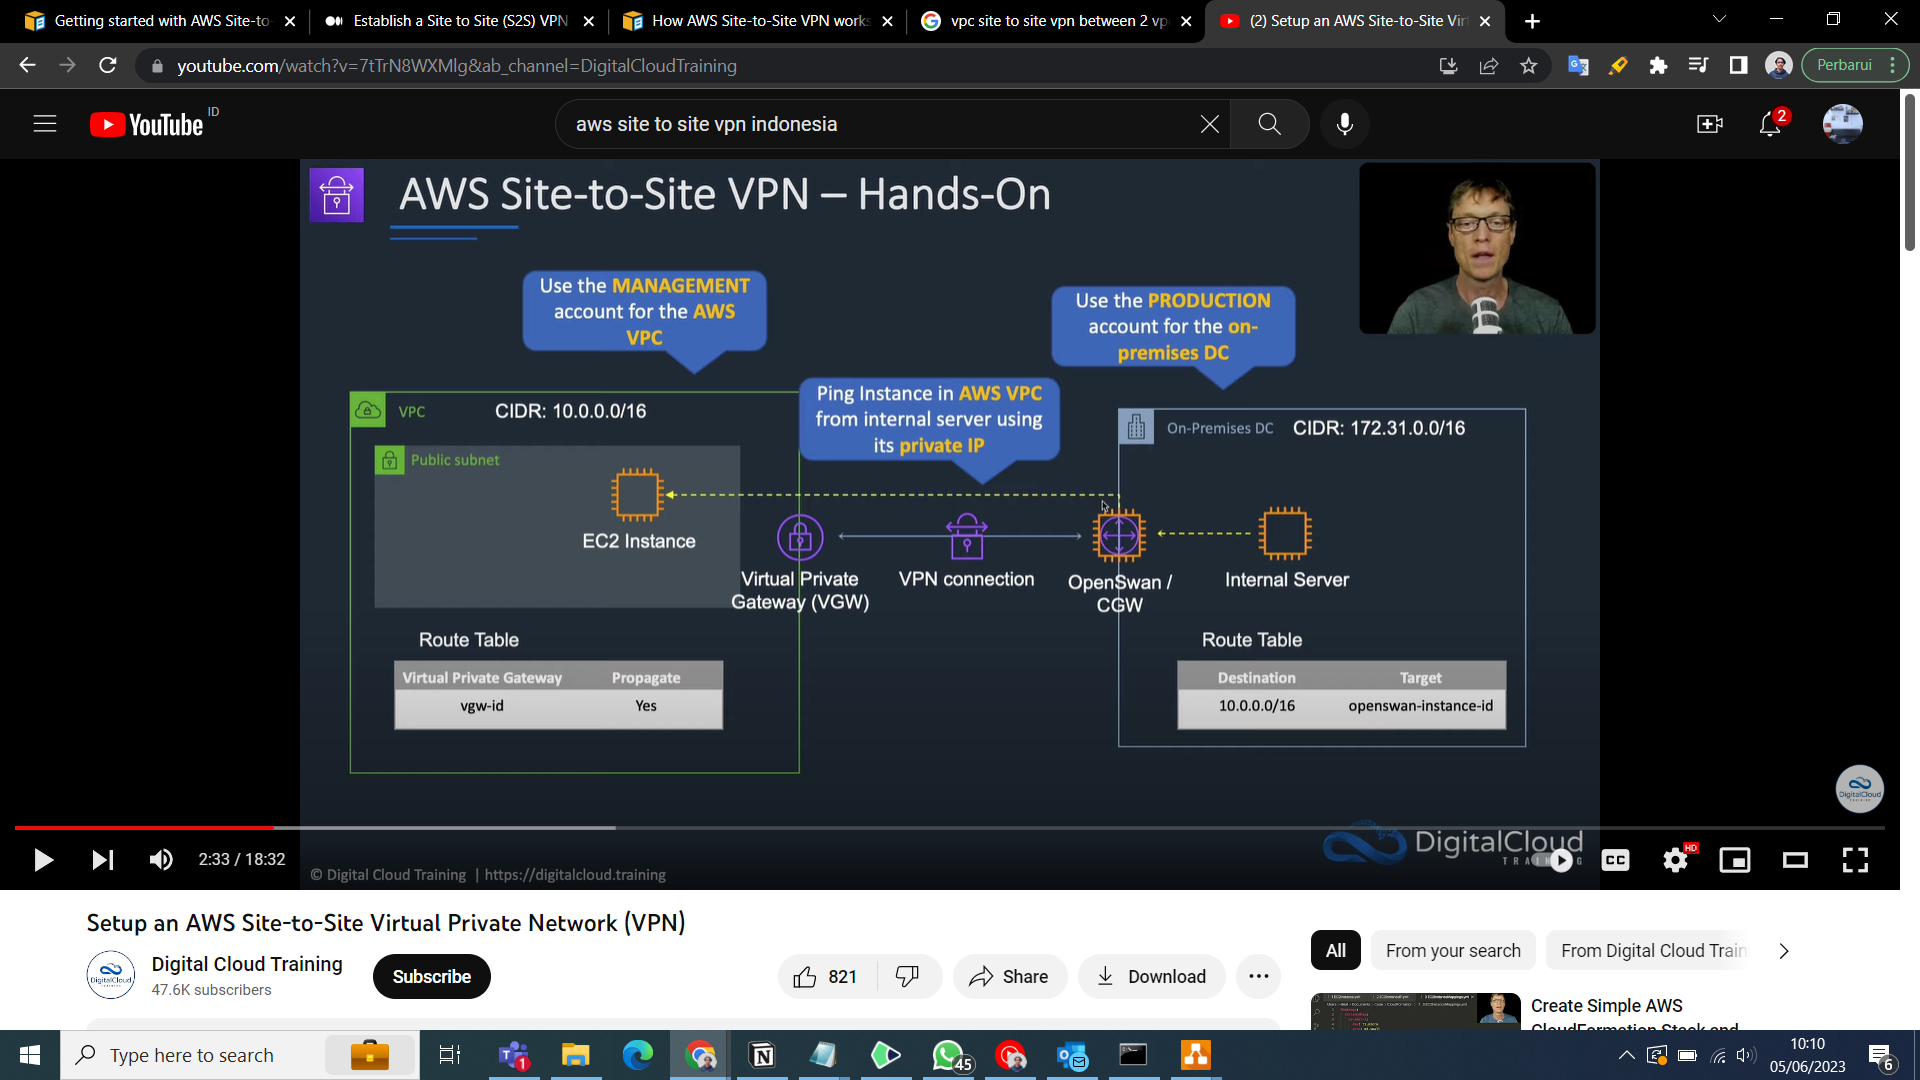 Getting started with AWS Site-to-
Establish a Site to Site (S2S) VPN
How AWS Site-to-Site VPN works
vpc site to site vpn between 2 vp
(2) Setup an AWS Site-to-Site Virt
youtube.com/watch?v=7tTrN8WXMlg&ab_channel=DigitalCloudTraining
Perbarui
YouTube ID
aws site to site vpn indonesia
2
AWS Site-to-Site VPN – Hands-On
Use the MANAGEMENT
account for the AWS
VPC
Use the PRODUCTION
account for the on-
premises DC
Ping Instance in AWS VPC
from internal server using
its private IP
VPC
CIDR: 10.0.0.0/16
Public subnet
EC2 Instance
Virtual Private
Gateway (VGW)
VPN connection
OpenSwan /
CGW
On-Premises DC
CIDR: 172.31.0.0/16
Internal Server
Route Table
Virtual Private Gateway Propagate
vgw-id Yes
Route Table
Destination Target
10.0.0.0/16 openswan-instance-id
DigitalCloud
DigitalCloud
TRAINING
2:33 / 18:32
CC
HD
© Digital Cloud Training | https://digitalcloud.training
Setup an AWS Site-to-Site Virtual Private Network (VPN)
DigitalCloud
Digital Cloud Training
47.6K subscribers
Subscribe
821
Share
Download
All
From your search
From Digital Cloud Train
Create Simple AWS
CloudFormation Stack and
Type here to search
1
45
10:10
05/06/2023
6